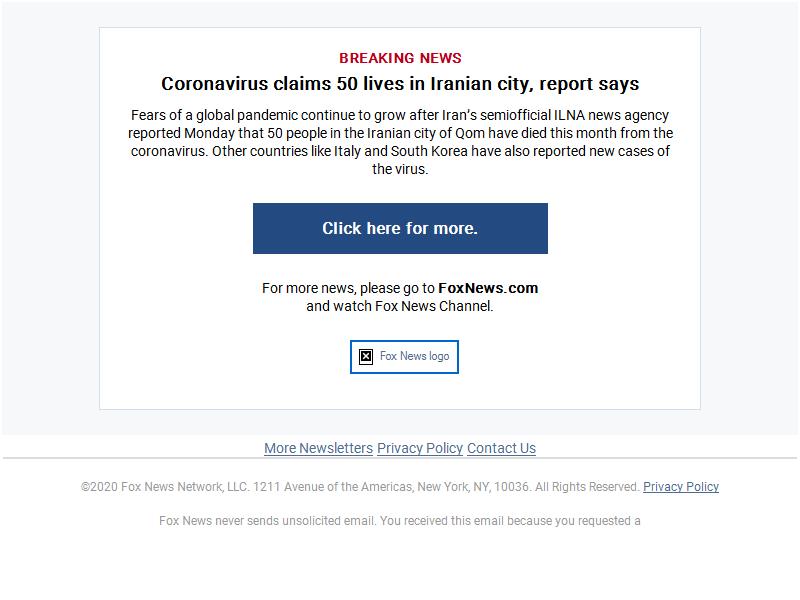 BREAKING NEWS
Coronavirus claims 50 lives in Iranian city, report says
Fears of a global pandemic continue to grow after Iran’s semiofficial ILNA news agency
reported Monday that 50 people in the Iranian city of Qom have died this month from the
coronavirus. Other countries like Italy and South Korea have also reported new cases of
the virus.
Click here for more.
For more news, please go to FoxNews.com
and watch Fox News Channel.
Fox News logo
More Newsletters Privacy Policy Contact Us
©2020 Fox News Network, LLC. 1211 Avenue of the Americas, New York, NY, 10036. All Rights Reserved. Privacy Policy
Fox News never sends unsolicited email. You received this email because you requested a